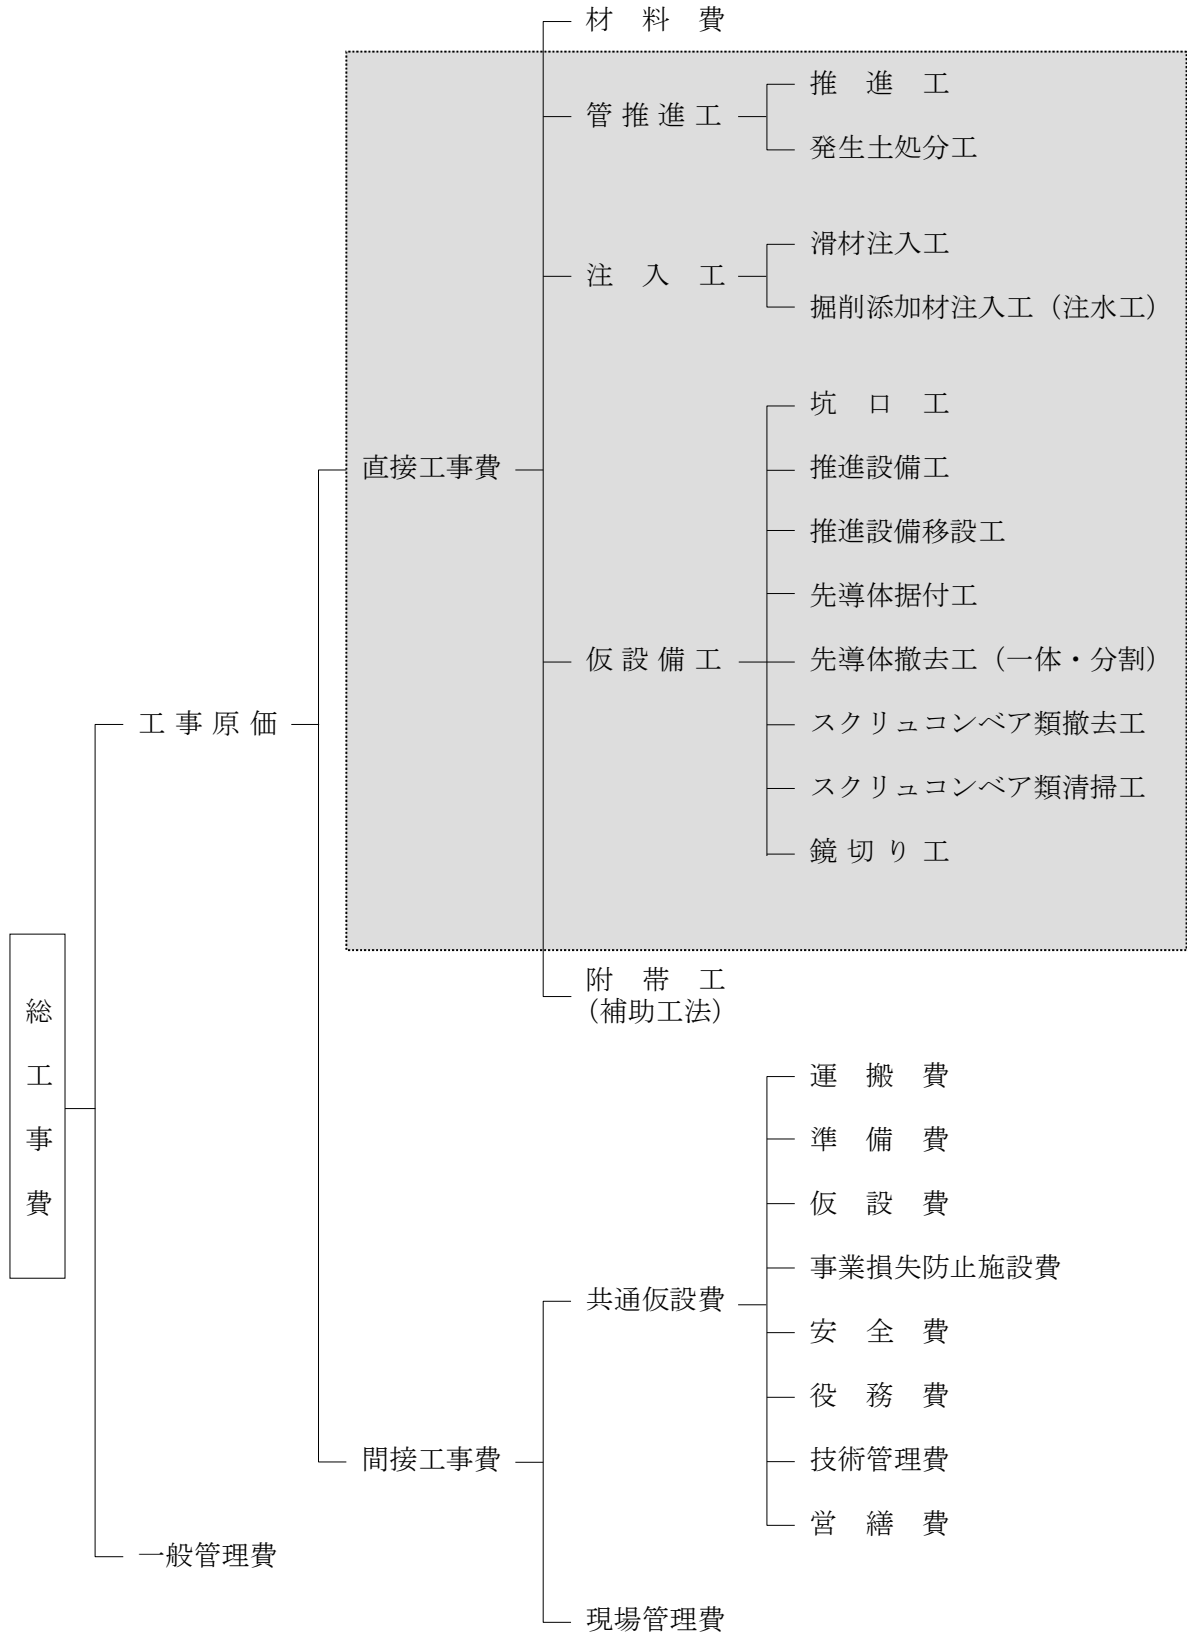 材料費
管推進工
推進工
発生土処分工
注入工
滑材注入工
掘削添加材注入工（注水工）
直接工事費
坑口工
推進設備工
推進設備移設工
先導体据付工
仮設備工
先導体撤去工（一体・分割）
スクリュコンベア類撤去工
スクリュコンベア類清掃工
鏡切り工
工事原価
附帯工
（補助工法）
総工事費
間接工事費
共通仮設費
運搬費
準備費
仮設費
事業損失防止施設費
安全費
役務費
技術管理費
営繕費
現場管理費
一般管理費